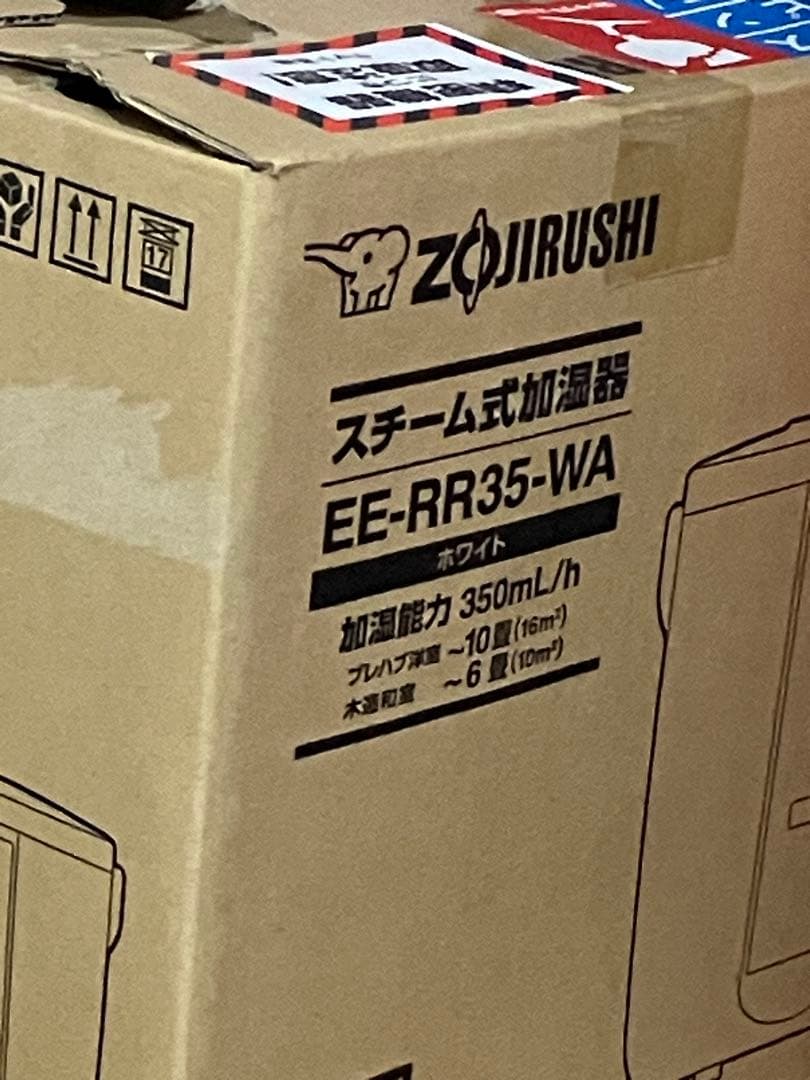 17
ZOJIRUSHI
スチーム式加湿器
EE-RR35-WA
ホワイト
加湿能力 350mL/h
プレハブ洋室 ~10畳(16m²)
木造和室 ~6畳(10m²)